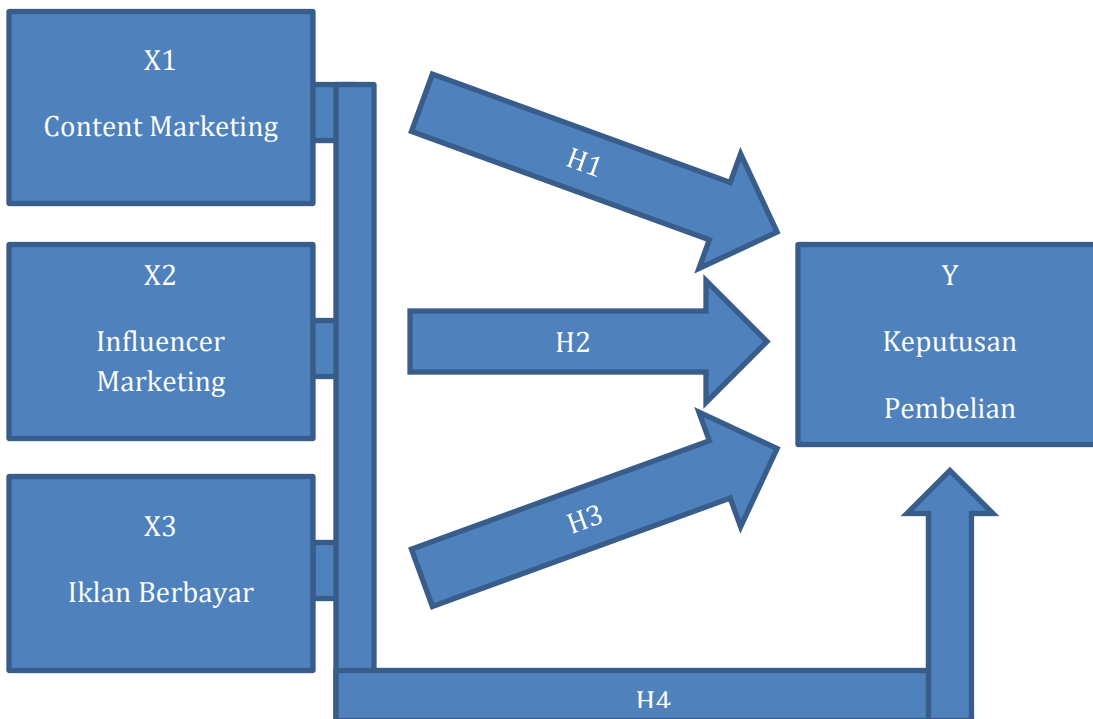 X1
Content Marketing
H1
X2
Influencer
Marketing
H2
Y
Keputusan
Pembelian
X3
Iklan Berbayar
H3
H4